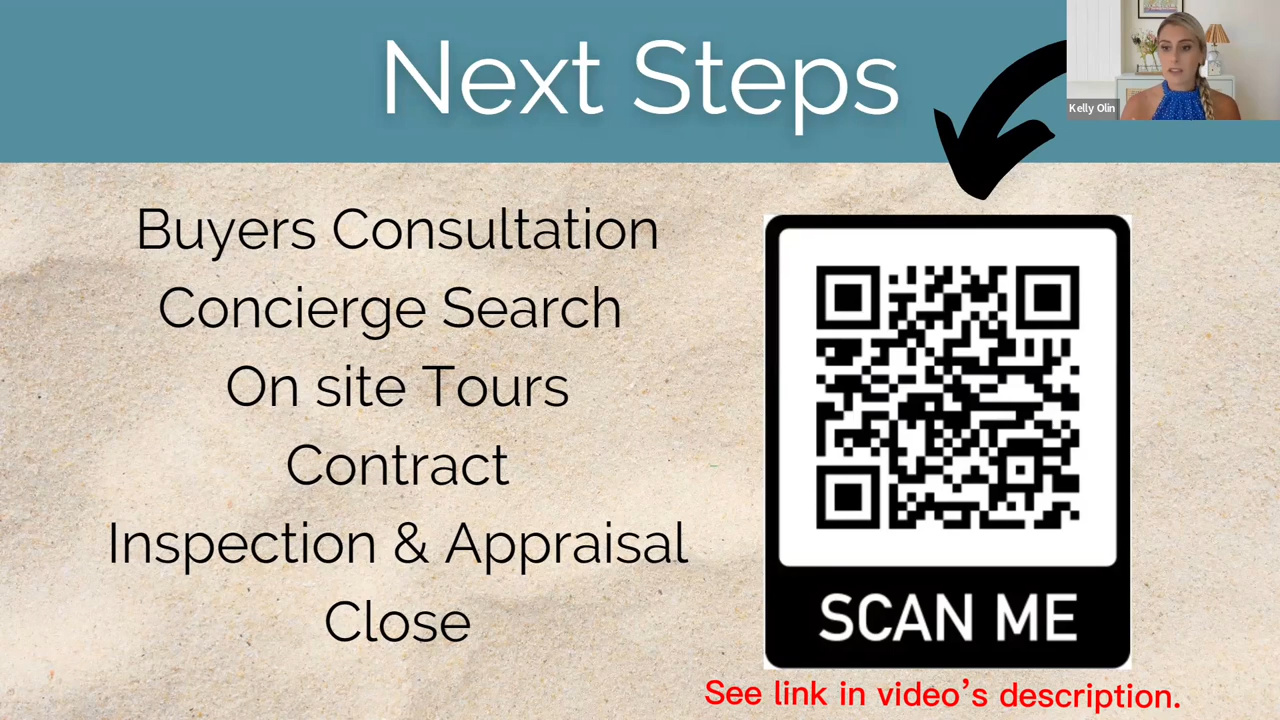 Next Steps
Kelly Olin
Buyers Consultation
Concierge Search
On site Tours
Contract
Inspection & Appraisal
Close
SCAN ME
See link in video's description.